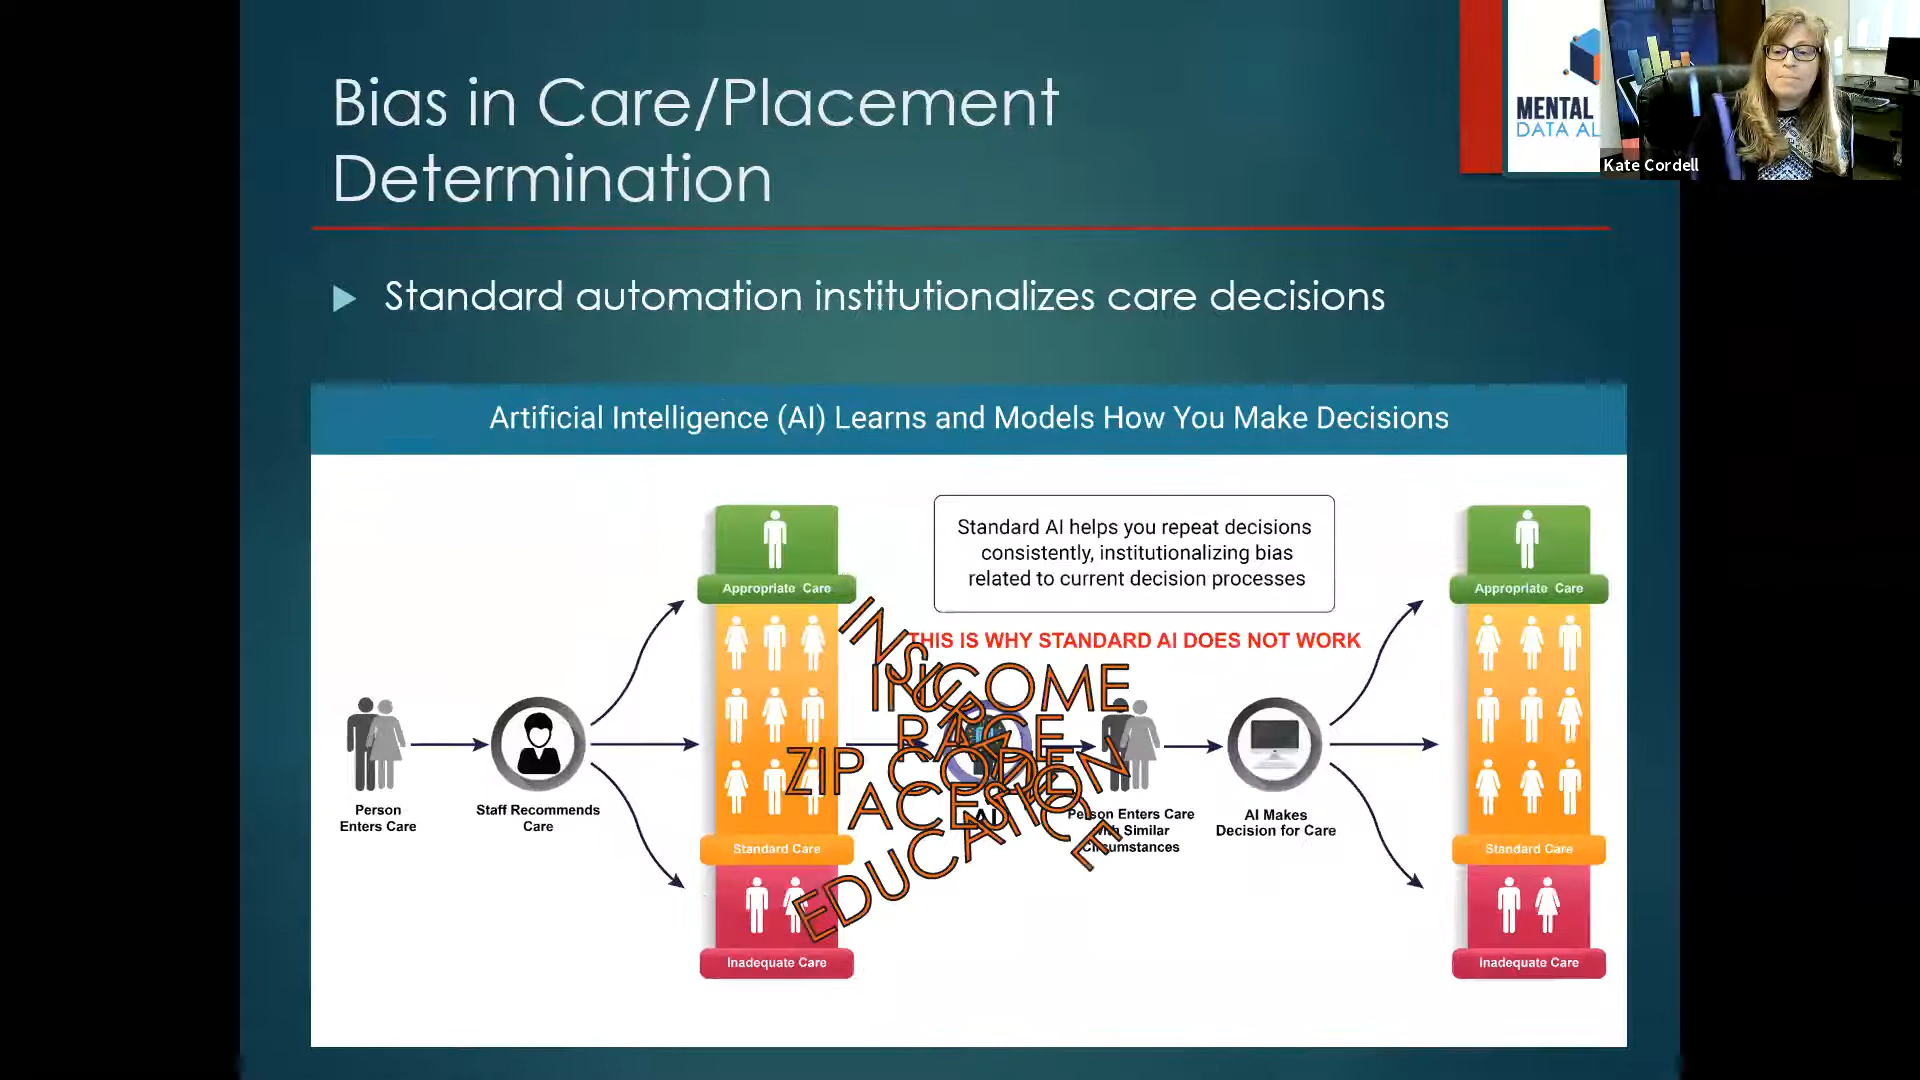 Bias in Care/Placement
Determination
MENTAL
DATA AL
Kate Cordell
Standard automation institutionalizes care decisions
Artificial Intelligence (AI) Learns and Models How You Make Decisions
Standard AI helps you repeat decisions
consistently, institutionalizing bias
related to current decision processes
THIS IS WHY STANDARD AI DOES NOT WORK
Person
Enters Care
Staff Recommends
Care
Appropriate Care
Standard Care
Inadequate Care
INSURANCE
INCOME
RACE
ZIP CODE
ACES
EDUCATION
AI
Person Enters Care
with Similar
Circumstances
AI Makes
Decision for Care
Appropriate Care
Standard Care
Inadequate Care